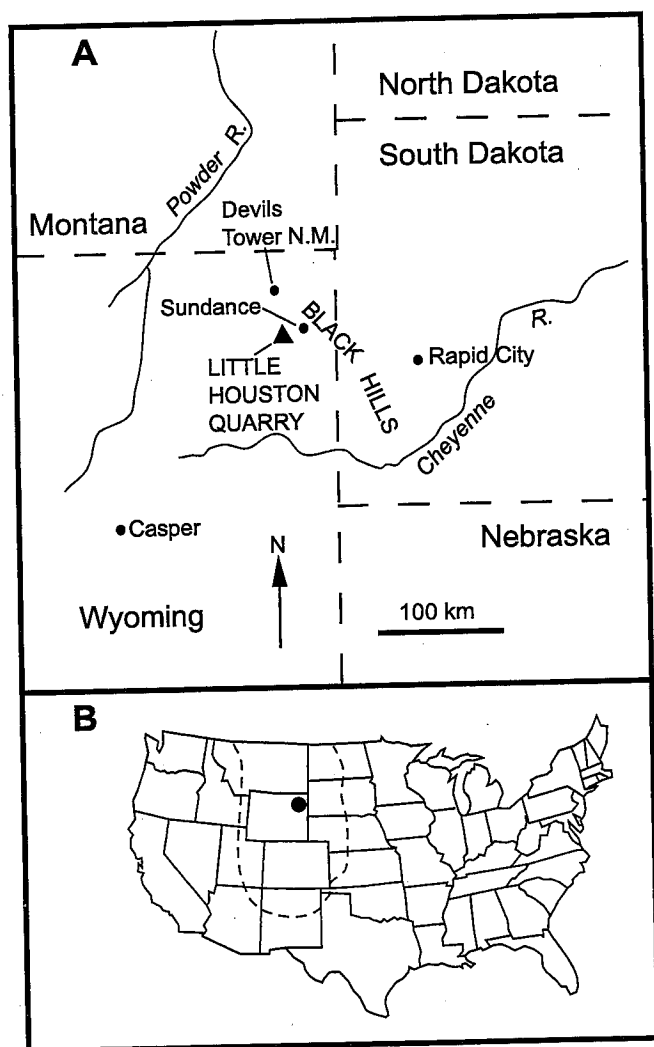 A
North Dakota
South Dakota
Powder R.
Montana
Devils
Tower N.M.
Sundance
BLACK HILLS
LITTLE
HOUSTON
QUARRY
Rapid City
Cheyenne R.
Casper
N
Nebraska
Wyoming
100 km
B